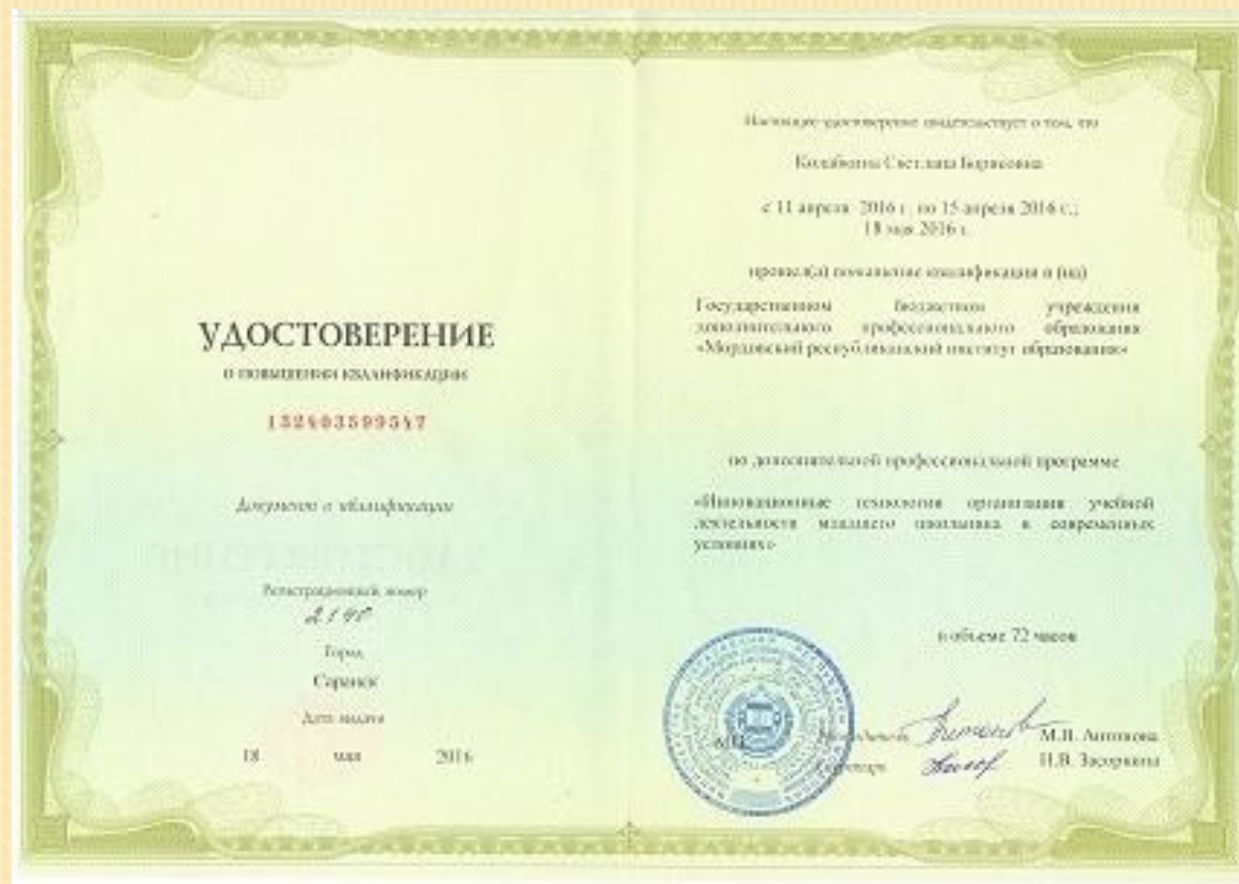 УДОСТОВЕРЕНИЕ
О ПОВЫШЕНИИ КВАЛИФИКАЦИИ
132403599547
Документ о квалификации
Регистрационный номер
Город
Саранск
Дата выдачи
18 мая 2016
Настоящее удостоверение свидетельствует о том, что
Светлана Борисовна
с 11 апреля 2016 г. по 15 апреля 2016 г.;
18 мая 2016 г.
прошел(а) повышение квалификации в (на)
Государственном бюджетном учреждении
дополнительного профессионального образования
«Мордовский республиканский институт образования»
по дополнительной профессиональной программе
«Инновационные технологии организации учебной
деятельности младшего школьника в современных
условиях»
в объеме 72 часов
М.П.
Руководитель М.В. Антонова
Секретарь Засоркина